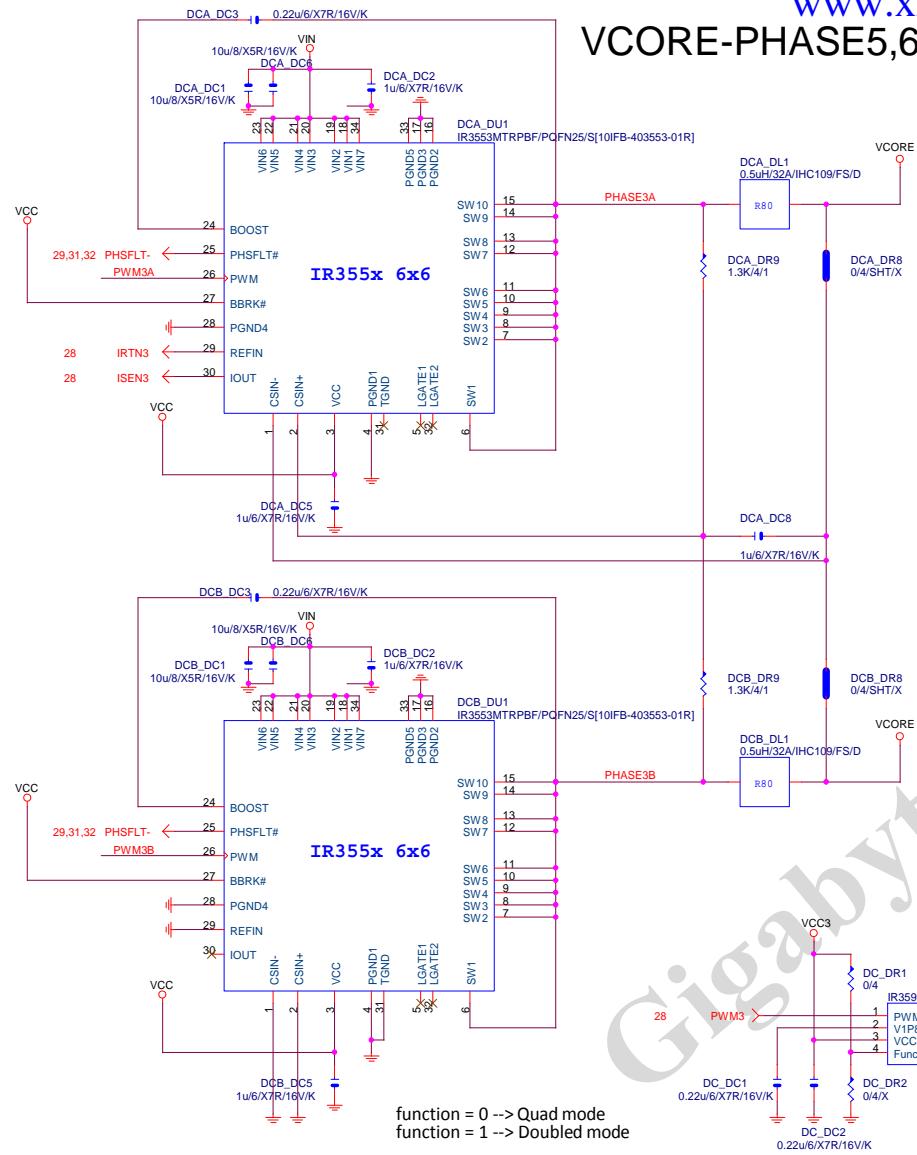 www.x
VCORE-PHASE5,6
DCA_DC3 0.22u/6/X7R/16V/K
VIN
10u/8/X5R/16V/K
DCA_DC6
DCA_DC1
10u/8/X5R/16V/K
DCA_DC2
1u/6/X7R/16V/K
DCA_DU1
IR3553MTRPBF/PQFN25/S[10IFB-403553-01R]
23 22 21 20 19 18 34 33 17 16
VIN6 VIN5 VIN4 VIN3 VIN2 VIN1 VIN7 PGND5 PGND3 PGND2
VCC
24 BOOST
29,31,32 PHSFLT- 25 PHSFLT#
PWM3A 26 PWM
27 BBRK#
28 PGND4
28 IRTN3 29 REFIN
28 ISEN3 30 IOUT
IR355x 6x6
SW10 15
SW9 14
SW8 13
SW7 12
SW6 11
SW5 10
SW4 9
SW3 8
SW2 7
PHASE3A
DCA_DL1
0.5uH/32A/IHC109/FS/D
R80
VCORE
DCA_DR9
1.3K/4/1
DCA_DR8
0/4/SHT/X
CSIN- CSIN+ VCC PGND1 TGND LGATE1 LGATE2 SW1
1 2 3 4 31 5 32 6
VCC
DCA_DC5
1u/6/X7R/16V/K
DCA_DC8
1u/6/X7R/16V/K
DCB_DC3 0.22u/6/X7R/16V/K
VIN
10u/8/X5R/16V/K
DCB_DC6
DCB_DC1
10u/8/X5R/16V/K
DCB_DC2
1u/6/X7R/16V/K
DCB_DU1
IR3553MTRPBF/PQFN25/S[10IFB-403553-01R]
23 22 21 20 19 18 34 33 17 16
VIN6 VIN5 VIN4 VIN3 VIN2 VIN1 VIN7 PGND5 PGND3 PGND2
DCB_DR9
1.3K/4/1
DCB_DR8
0/4/SHT/X
VCORE
DCB_DL1
0.5uH/32A/IHC109/FS/D
R80
PHASE3B
VCC
24 BOOST
29,31,32 PHSFLT- 25 PHSFLT#
PWM3B 26 PWM
27 BBRK#
28 PGND4
29 REFIN
30 IOUT
IR355x 6x6
SW10 15
SW9 14
SW8 13
SW7 12
SW6 11
SW5 10
SW4 9
SW3 8
SW2 7
CSIN- CSIN+ VCC PGND1 TGND LGATE1 LGATE2 SW1
1 2 3 4 31 5 32 6
VCC
DCB_DC5
1u/6/X7R/16V/K
Gigabyt
VCC3
DC_DR1
0/4
IR359
28 PWM3 1 PWM
2 V1P8
3 VCC
4 Func
DC_DC1
0.22u/6/X7R/16V/K
DC_DR2
0/4/X
DC_DC2
0.22u/6/X7R/16V/K
function = 0 --> Quad mode
function = 1 --> Doubled mode